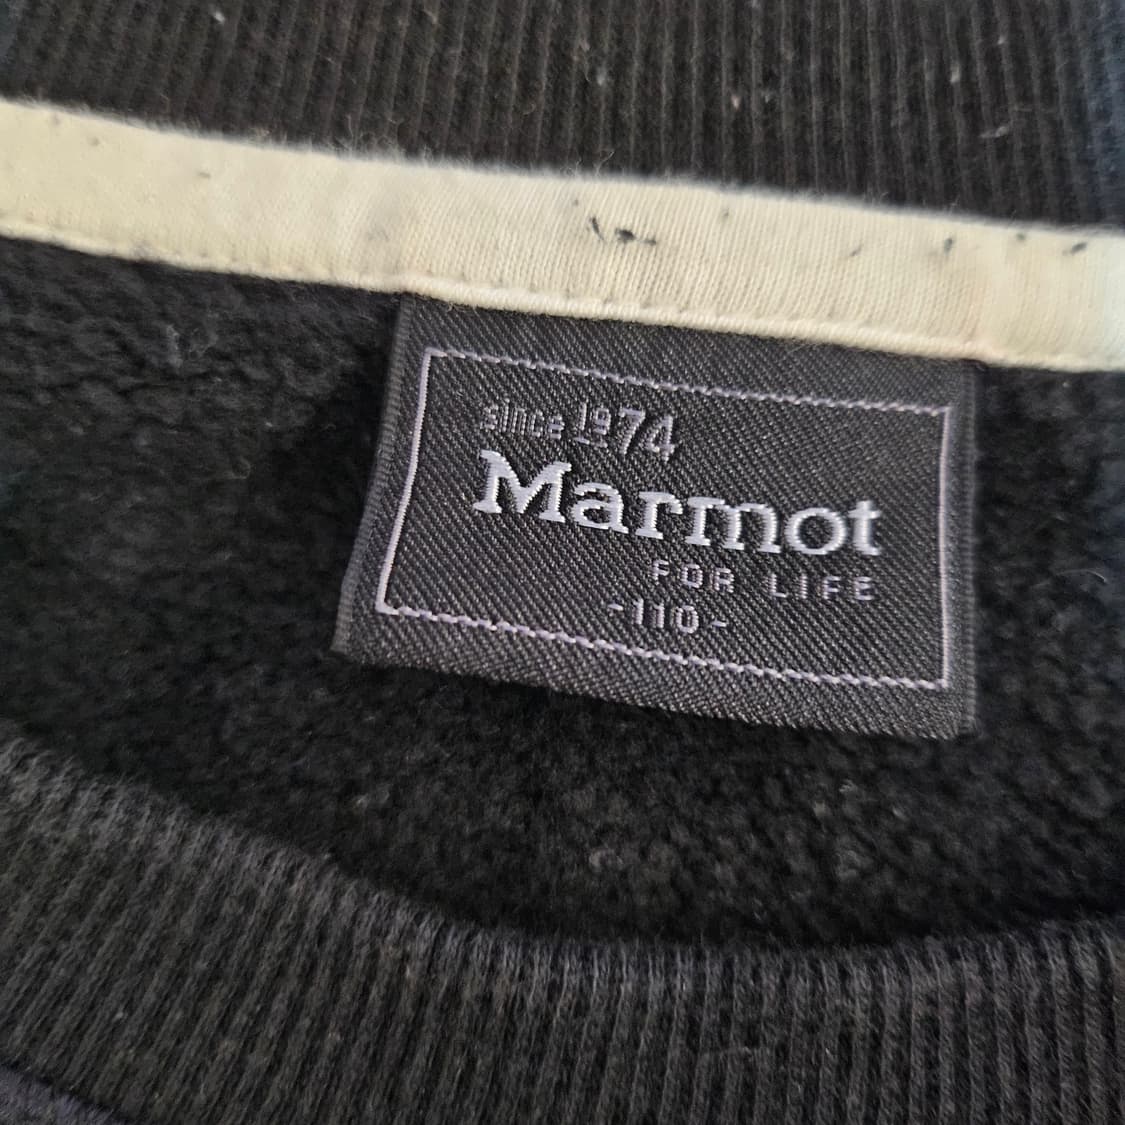 since 1974
Marmot
FOR LIFE
-110-